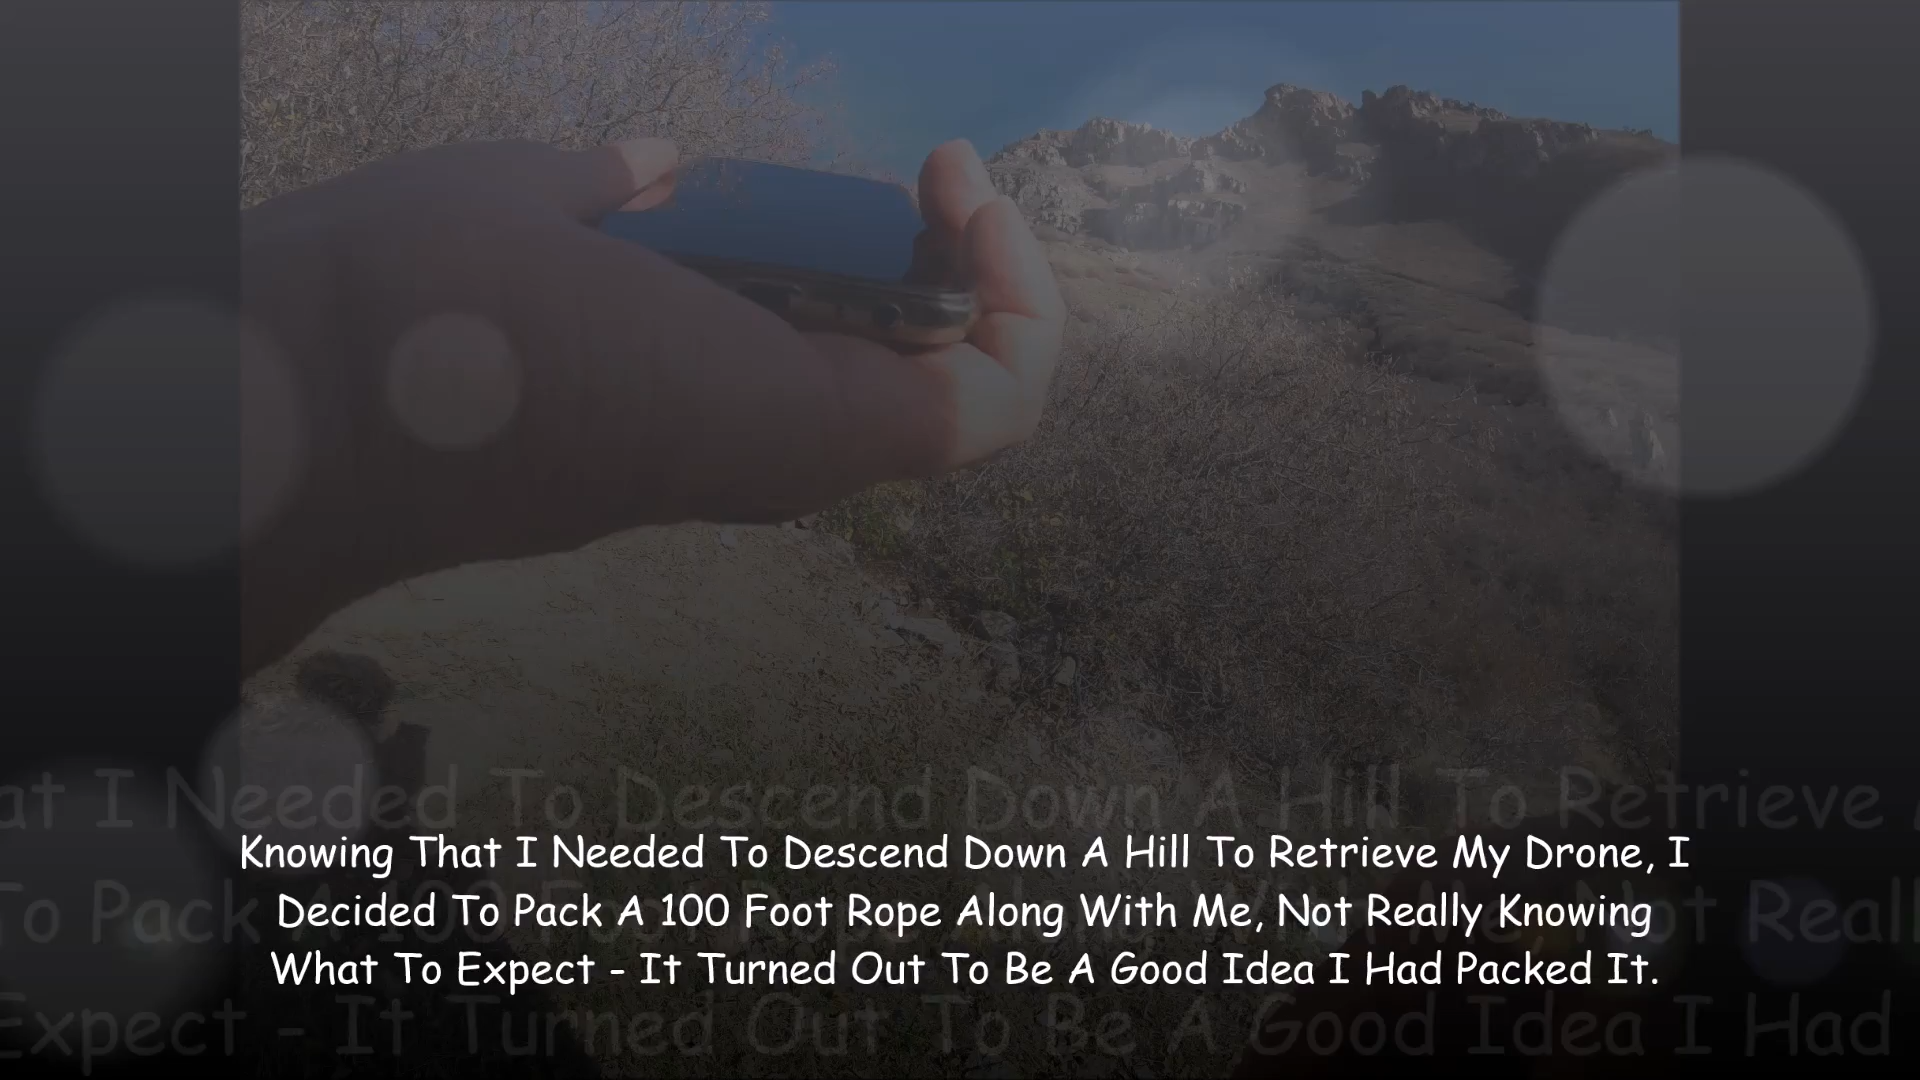 Knowing That I Needed To Descend Down A Hill To Retrieve My Drone, I
Decided To Pack A 100 Foot Rope Along With Me, Not Really Knowing
What To Expect - It Turned Out To Be A Good Idea I Had Packed It.